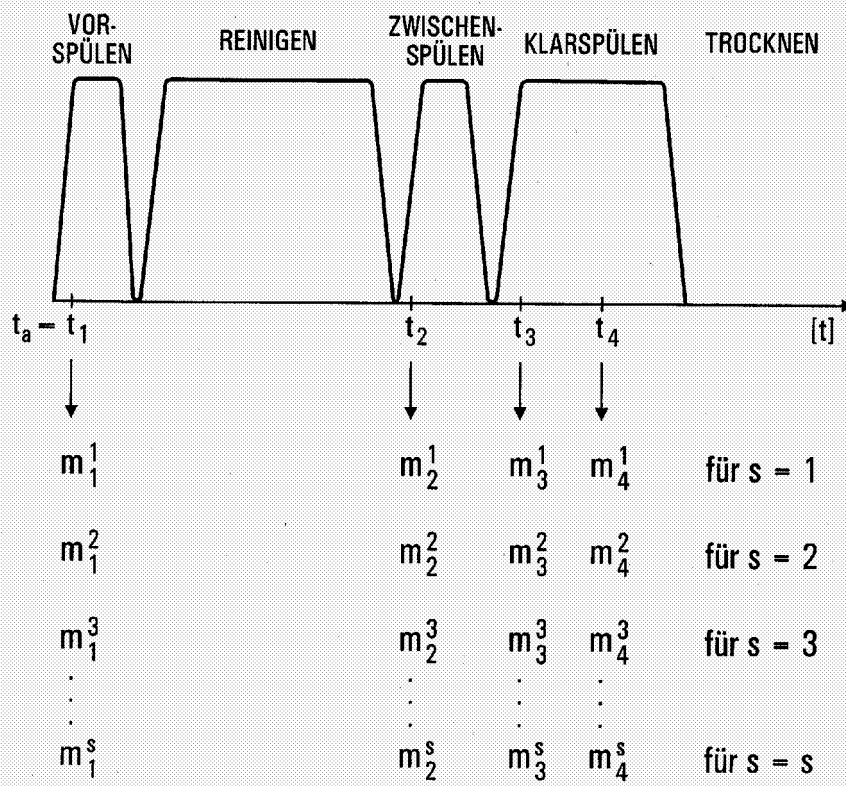 VOR-
SPÜLEN
REINIGEN
ZWISCHEN-
SPÜLEN
KLARSPÜLEN
TROCKNEN
tₐ = t₁ t₂ t₃ t₄ [t]
m₁¹ m₂¹ m₃¹ m₄¹ für s = 1
m₁² m₂² m₃² m₄² für s = 2
m₁³ m₂³ m₃³ m₄³ für s = 3
m₁ˢ m₂ˢ m₃ˢ m₄ˢ für s = s